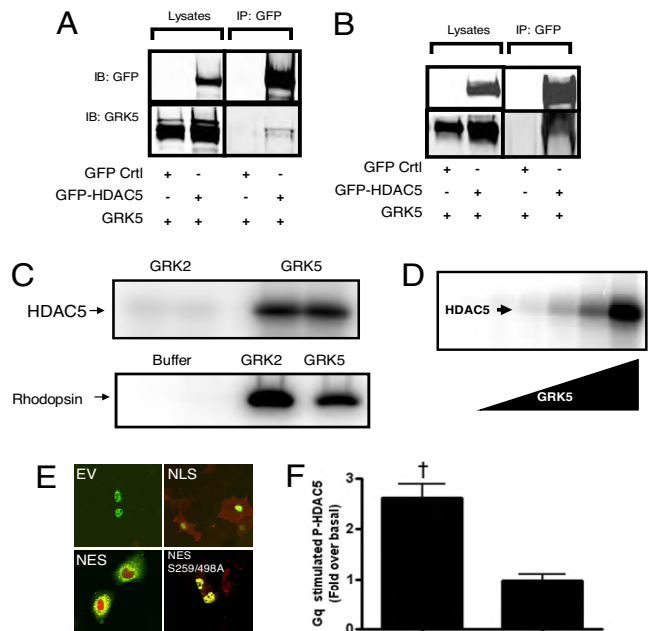 A
Lysates IP: GFP
IB: GFP
IB: GRK5
GFP Crtl + - + -
GFP-HDAC5 - + - +
GRK5 + + + +
B
Lysates IP: GFP
GFP Crtl + - + -
GFP-HDAC5 - + - +
GRK5 + + + +
C
GRK2 GRK5
HDAC5
Buffer GRK2 GRK5
Rhodopsin
D
HDAC5
GRK5
E
EV
NLS
NES
NES
S259/498A
F
Gq stimulated P-HDAC5
(Fold over basal)
†
3
2
1
0